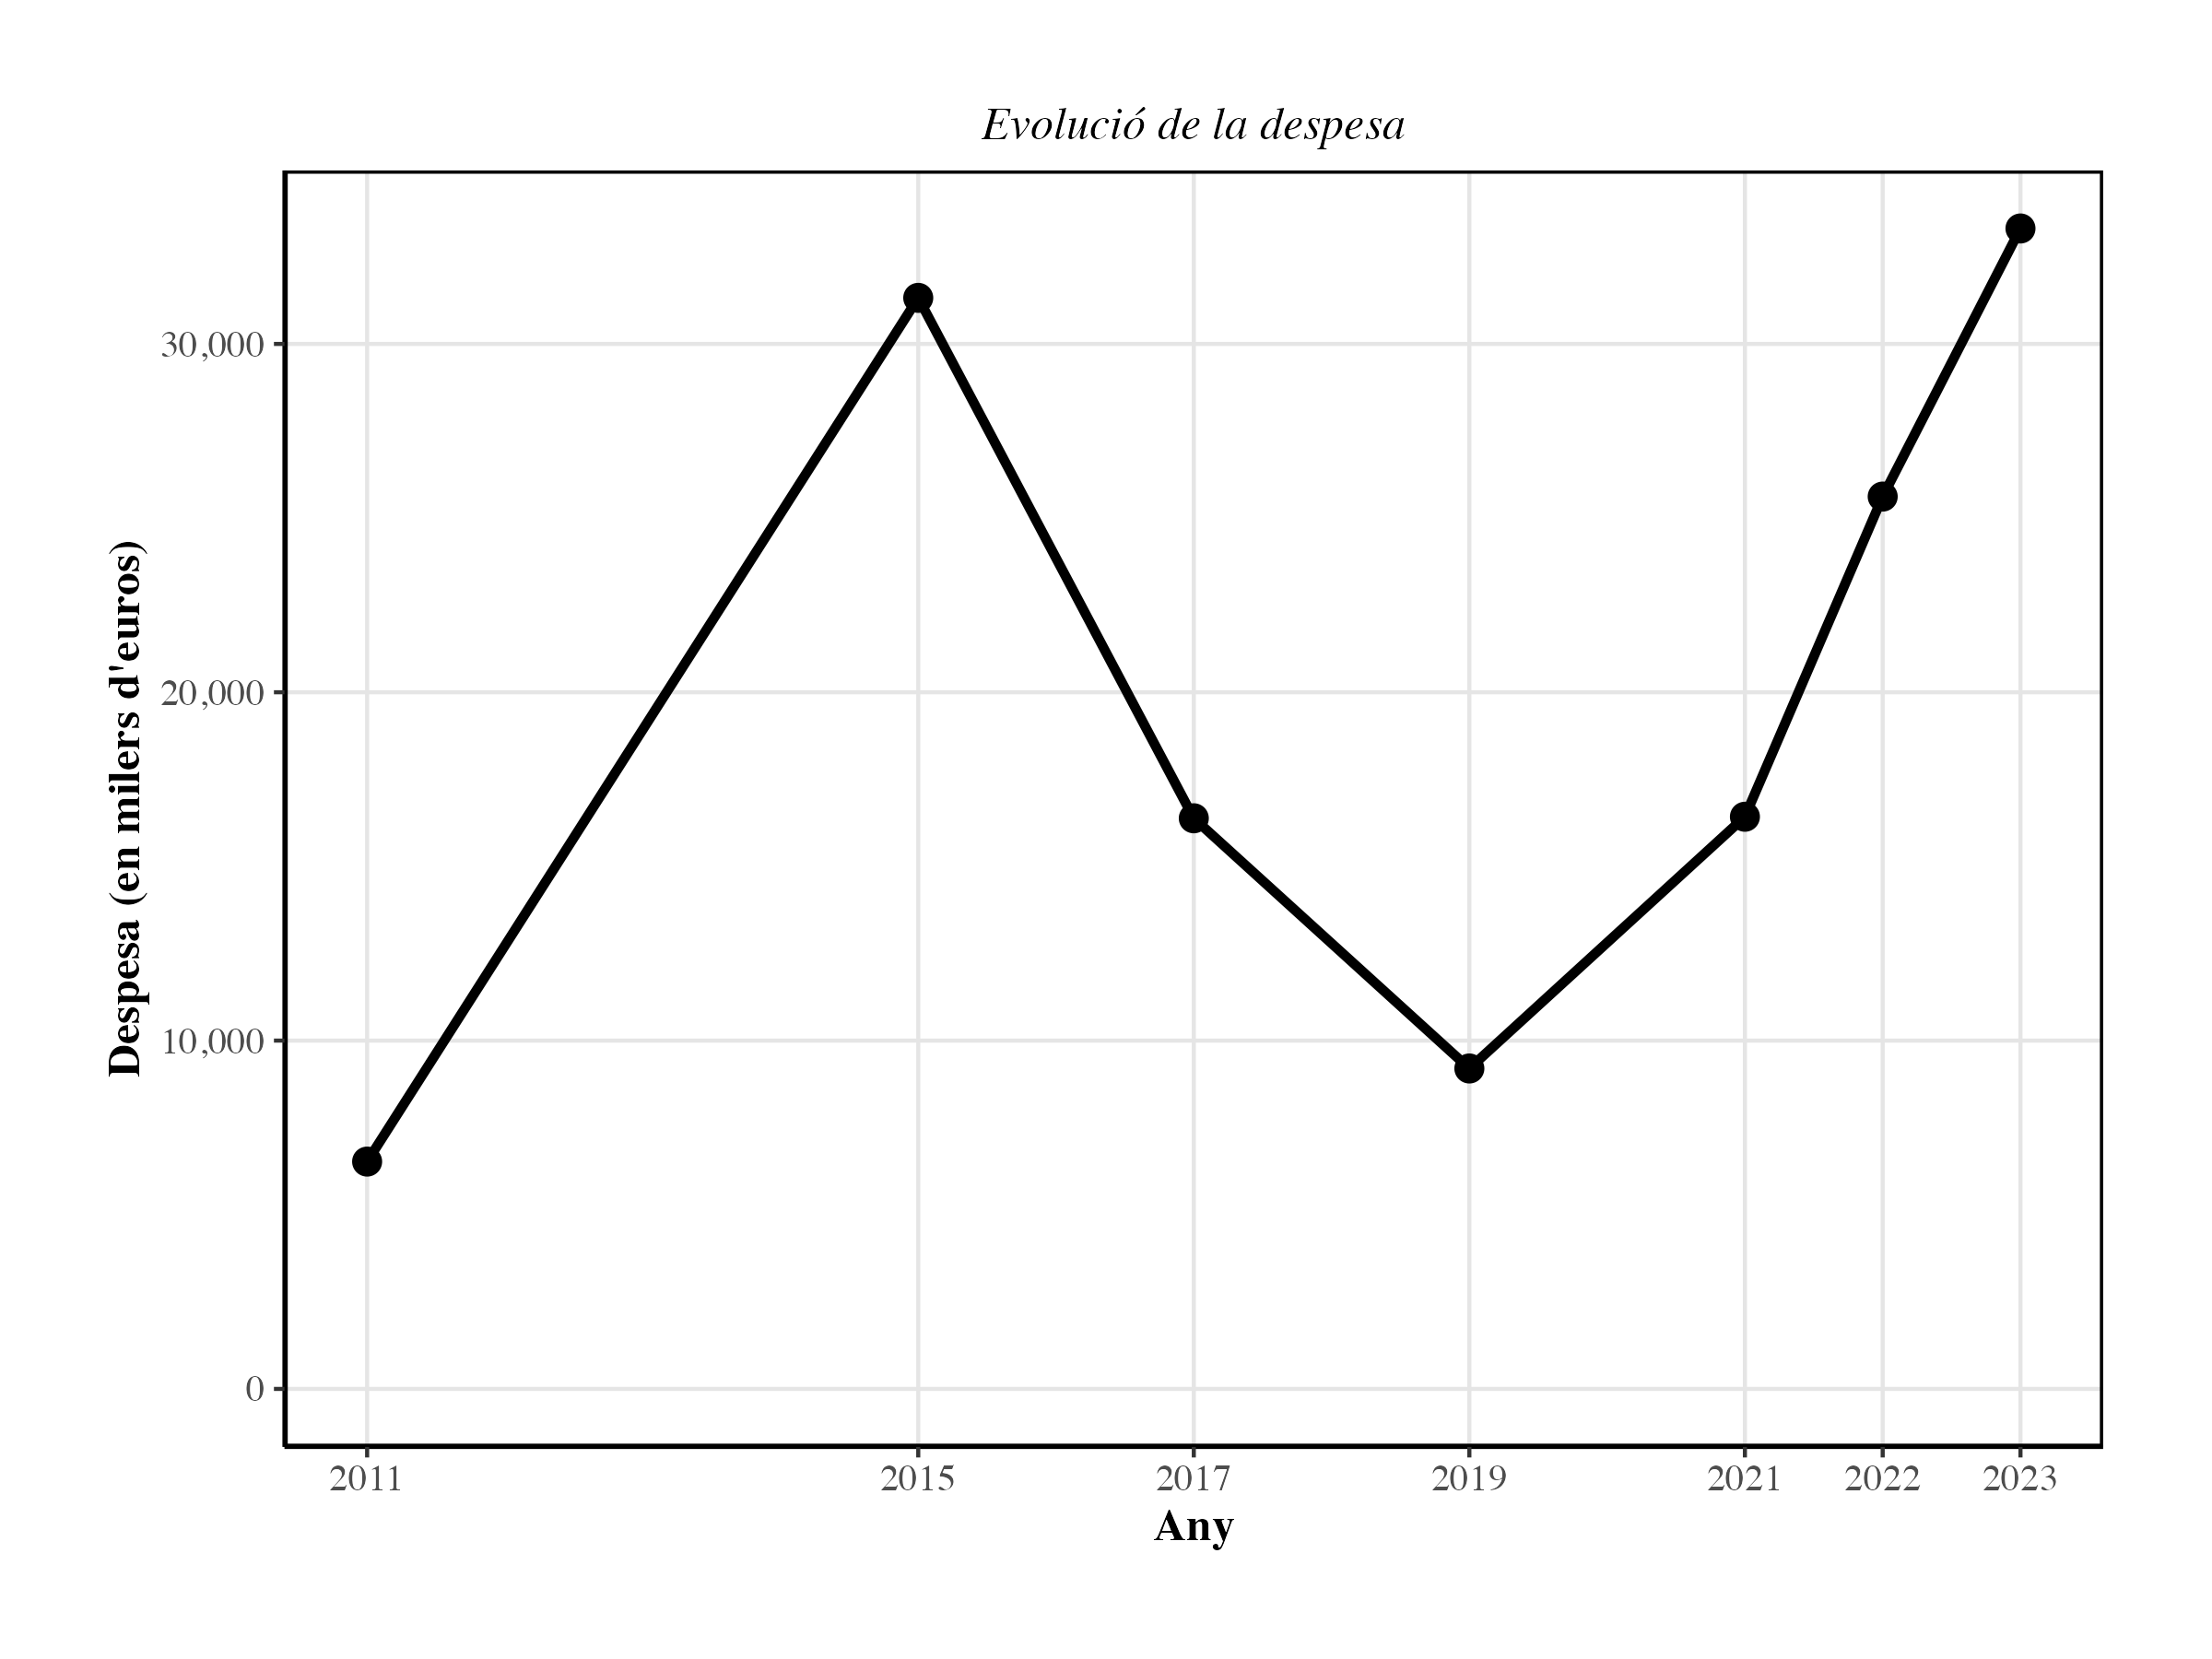 Evolució de la despesa
Despesa (en milers d'euros)
30,000
20,000
10,000
0
2011 2015 2017 2019 2021 2022 2023
Any